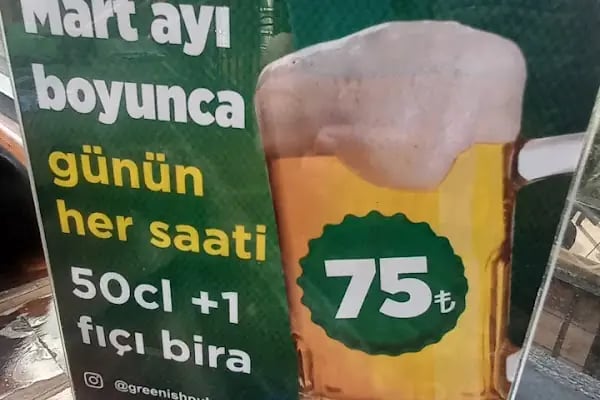 Mart ayı
boyunca
günün
her saati
50cl +1
fıçı bira
75₺